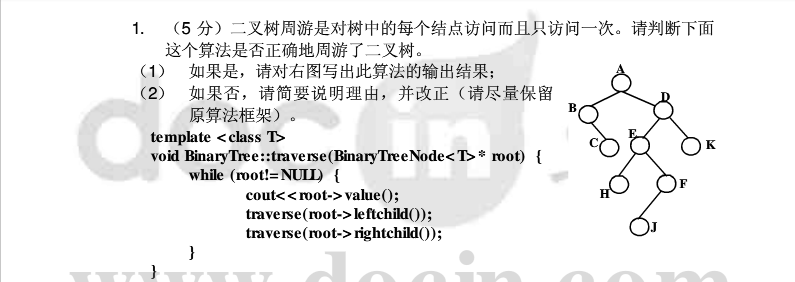 1. （5 分）二叉树周游是对树中的每个结点访问而且只访问一次。请判断下面
这个算法是否正确地周游了二叉树。
（1） 如果是，请对右图写出此算法的输出结果；
（2） 如果否，请简要说明理由，并改正（请尽量保留
原算法框架）。
template <class T>
void BinaryTree::traverse(BinaryTreeNode<T>* root) {
while (root!=NULL) {
cout<<root->value();
traverse(root->leftchild());
traverse(root->rightchild());
}
}
A
B
D
C
E
K
H
F
J
docin
www.docin.com